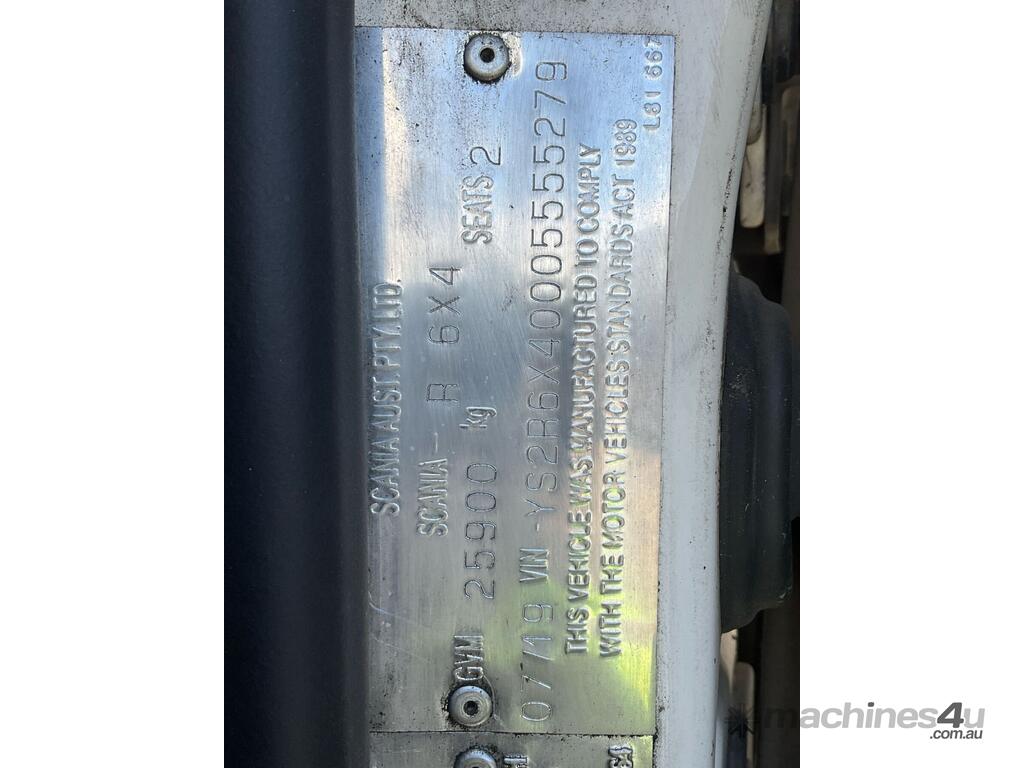 SCANIA AUST. PTY. LTD.
SCANIA - R 6X4
GVM 25900 kg SEATS 2
07/19 VIN - YS2R6X40005555279
THIS VEHICLE WAS MANUFACTURED TO COMPLY
WITH THE MOTOR VEHICLES STANDARDS ACT 1989
L81 667
machines4u
.com.au